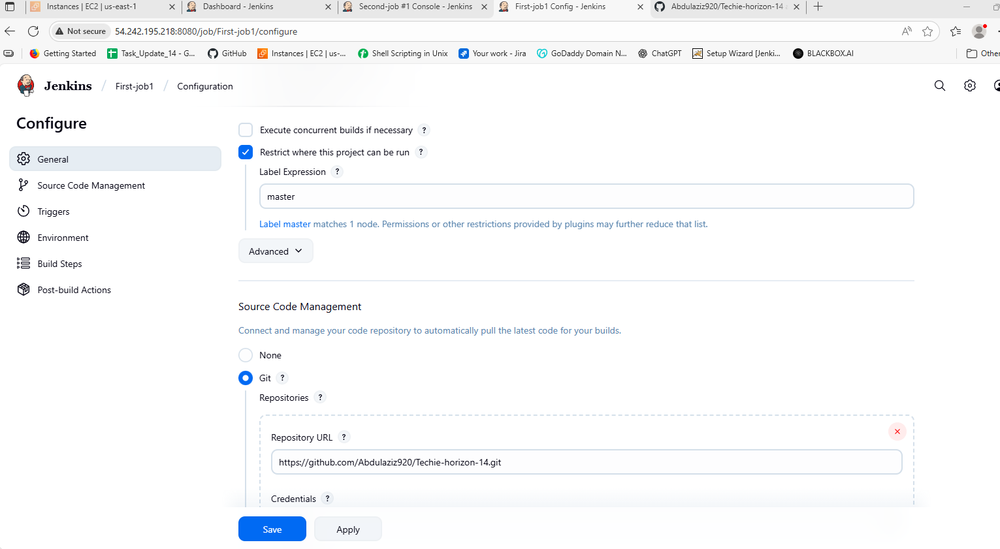 Instances | EC2 | us-east-1
Dashboard - Jenkins
Second-job #1 Console - Jenkins
First-job1 Config - Jenkins
Abdulaziz920/Techie-horizon-14
Not secure
54.242.195.218:8080/job/First-job1/configure
Getting Started
Task_Update_14 - G...
GitHub
Instances | EC2 | us-...
Shell Scripting in Unix
Your work - Jira
GoDaddy Domain N...
ChatGPT
Setup Wizard [Jenki...
BLACKBOX.AI
Other
Jenkins / First-job1 / Configuration
Configure
General
Source Code Management
Triggers
Environment
Build Steps
Post-build Actions
Execute concurrent builds if necessary ?
Restrict where this project can be run ?
Label Expression ?
master
Label master matches 1 node. Permissions or other restrictions provided by plugins may further reduce that list.
Advanced
Source Code Management
Connect and manage your code repository to automatically pull the latest code for your builds.
None
Git ?
Repositories ?
Repository URL ?
https://github.com/Abdulaziz920/Techie-horizon-14.git
Credentials ?
Save
Apply